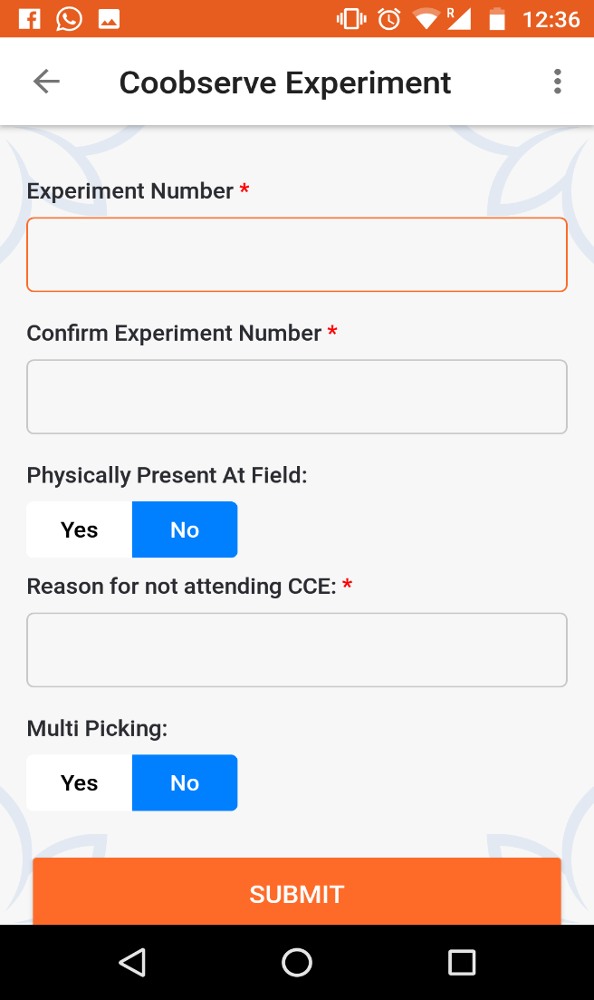 R 12:36
Coobserve Experiment
Experiment Number *
Confirm Experiment Number *
Physically Present At Field:
Yes No
Reason for not attending CCE: *
Multi Picking:
Yes No
SUBMIT